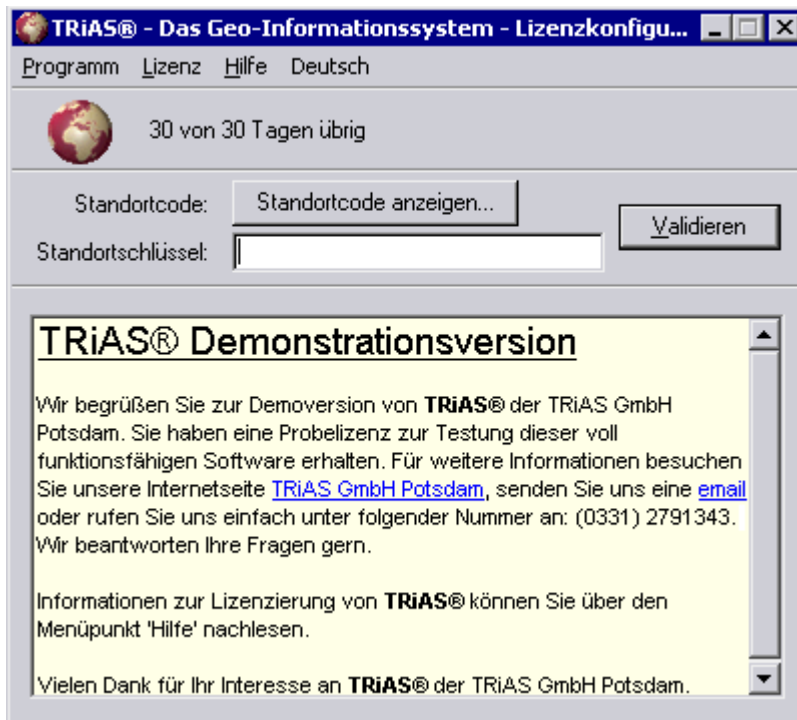 TRiAS® - Das Geo-Informationssystem - Lizenzkonfigu...
Programm Lizenz Hilfe Deutsch
30 von 30 Tagen übrig
Standortcode: Standortcode anzeigen...
Validieren
Standortschlüssel:
TRiAS® Demonstrationsversion
Wir begrüßen Sie zur Demoversion von TRiAS® der TRiAS GmbH
Potsdam. Sie haben eine Probelizenz zur Testung dieser voll
funktionsfähigen Software erhalten. Für weitere Informationen besuchen
Sie unsere Internetseite TRiAS GmbH Potsdam, senden Sie uns eine email
oder rufen Sie uns einfach unter folgender Nummer an: (0331) 2791343.
Wir beantworten Ihre Fragen gern.
Informationen zur Lizenzierung von TRiAS® können Sie über den
Menüpunkt 'Hilfe' nachlesen.
Vielen Dank für Ihr Interesse an TRiAS® der TRiAS GmbH Potsdam.